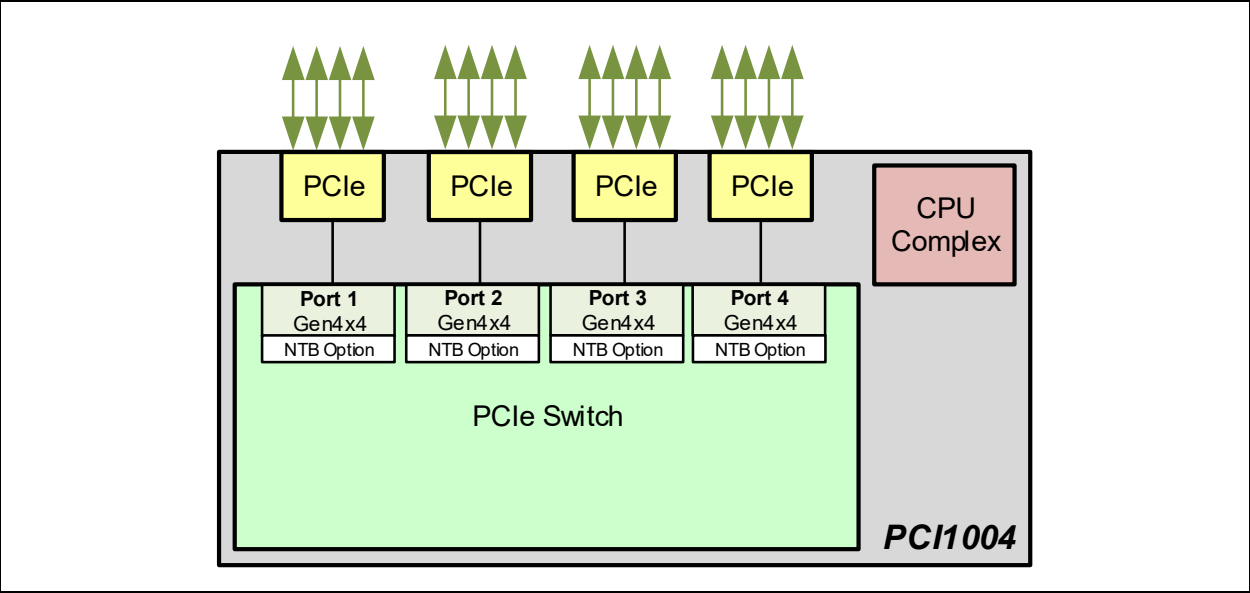 PCIe
PCIe
PCIe
PCIe
CPU
Complex
Port 1
Gen4x4
NTB Option
Port 2
Gen4x4
NTB Option
Port 3
Gen4x4
NTB Option
Port 4
Gen4x4
NTB Option
PCIe Switch
PCI1004